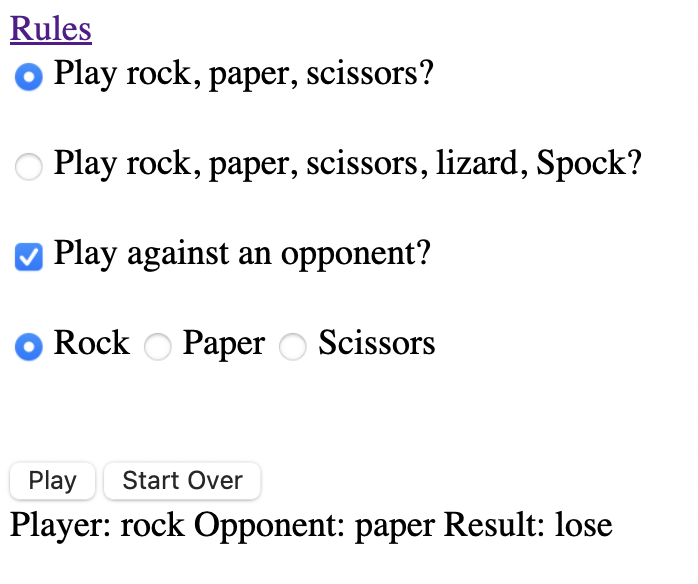 Rules
Play rock, paper, scissors?
Play rock, paper, scissors, lizard, Spock?
Play against an opponent?
Rock Paper Scissors
Play Start Over
Player: rock Opponent: paper Result: lose